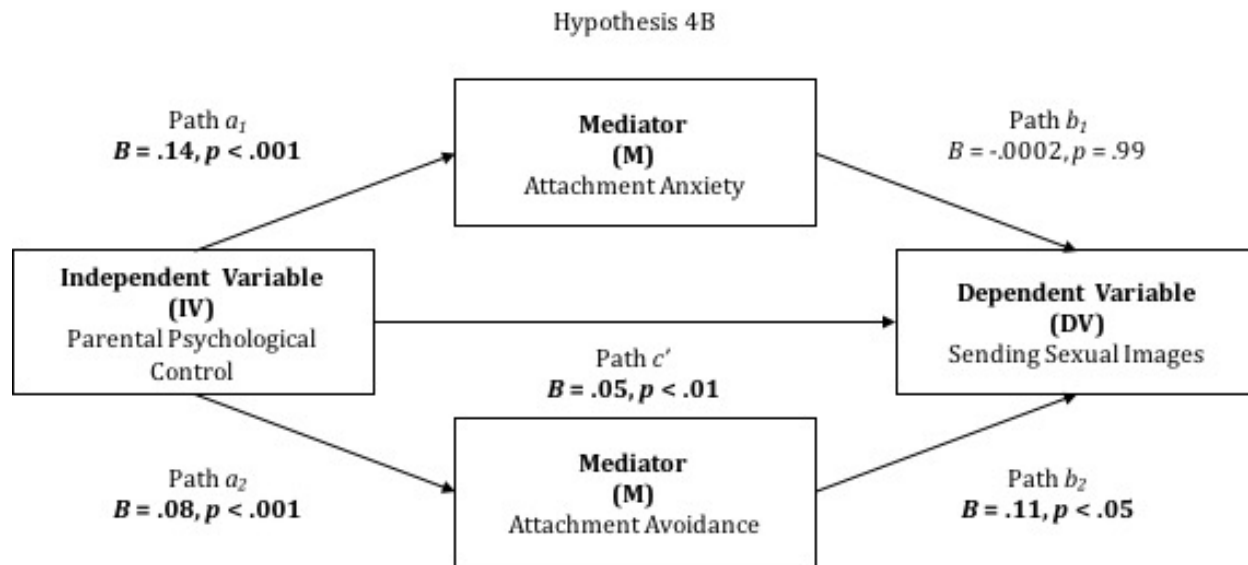 Hypothesis 4B
Path a₁
B = .14, p < .001
Mediator
(M)
Attachment Anxiety
Path b₁
B = -.0002, p = .99
Independent Variable
(IV)
Parental Psychological
Control
Dependent Variable
(DV)
Sending Sexual Images
Path c′
B = .05, p < .01
Path a₂
B = .08, p < .001
Mediator
(M)
Attachment Avoidance
Path b₂
B = .11, p < .05